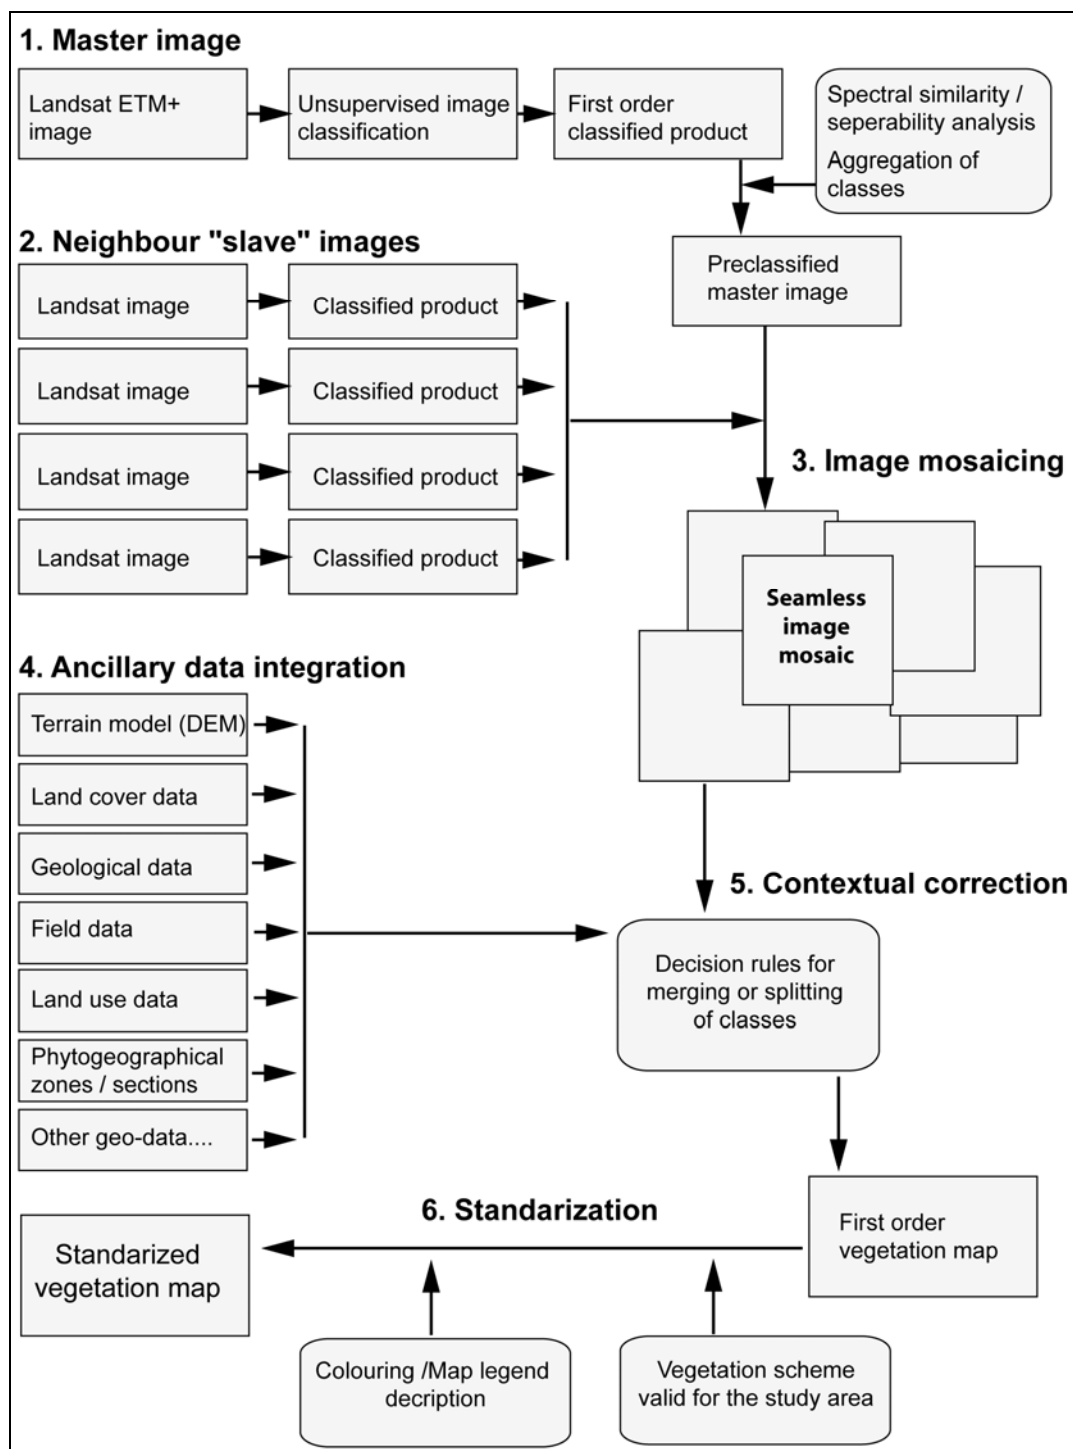 1. Master image
Landsat ETM+
image
Unsupervised image
classification
First order
classified product
Spectral similarity /
seperability analysis
Aggregation of
classes
Preclassified
master image
2. Neighbour "slave" images
Landsat image
Classified product
Landsat image
Classified product
Landsat image
Classified product
Landsat image
Classified product
3. Image mosaicing
Seamless
image
mosaic
4. Ancillary data integration
Terrain model (DEM)
Land cover data
Geological data
Field data
Land use data
Phytogeographical
zones / sections
Other geo-data....
5. Contextual correction
Decision rules for
merging or splitting
of classes
First order
vegetation map
6. Standarization
Standarized
vegetation map
Colouring /Map legend
decription
Vegetation scheme
valid for the study area